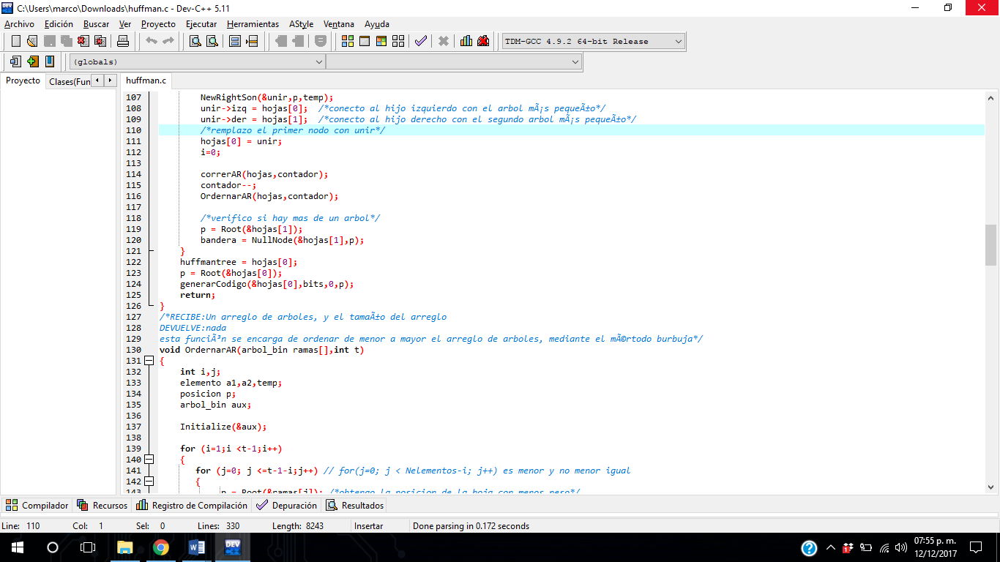 C:\Users\marco\Downloads\huffman.c - Dev-C++ 5.11
Archivo Edición Buscar Ver Proyecto Ejecutar Herramientas AStyle Ventana Ayuda
TDM-GCC 4.9.2 64-bit Release
(globals)
Proyecto Clases(Fun huffman.c
107 NewRightSon(&unir,p,temp);
108 unir->izq = hojas[0]; /*conecto al hijo izquierdo con el arbol mÃ¡s pequeÃ±o*/
109 unir->der = hojas[1]; /*conecto al hijo derecho con el segundo arbol mÃ¡s pequeÃ±o*/
110 /*remplazo el primer nodo con unir*/
111 hojas[0] = unir;
112 i=0;
113
114 correrAR(hojas,contador);
115 contador--;
116 OrdernarAR(hojas,contador);
117
118 /*verifico si hay mas de un arbol*/
119 p = Root(&hojas[1]);
120 bandera = NullNode(&hojas[1],p);
121 }
122 huffmantree = hojas[0];
123 p = Root(&hojas[0]);
124 generarCodigo(&hojas[0],bits,0,p);
125 return;
126 }
127 /*RECIBE:Un arreglo de arboles, y el tamaÃ±o del arreglo
128 DEVUELVE:nada
129 esta funciÃ³n se encarga de ordenar de menor a mayor el arreglo de arboles, mediante el mÃ©rtodo burbuja*/
130 void OrdernarAR(arbol_bin ramas[],int t)
131 {
132 int i,j;
133 elemento a1,a2,temp;
134 posicion p;
135 arbol_bin aux;
136
137 Initialize(&aux);
138
139 for (i=1;i <t-1;i++)
140 {
141 for (j=0; j <=t-1-i;j++) // for(j=0; j < Nelementos-i; j++) es menor y no menor igual
142 {
143 p = Root(&ramas[j]); /*obtengo la posicion de la hoja con menos peso*/
Compilador Recursos Registro de Compilación Depuración Resultados
Line: 110 Col: 1 Sel: 0 Lines: 330 Length: 8243 Insertar Done parsing in 0.172 seconds
07:55 p. m.
12/12/2017